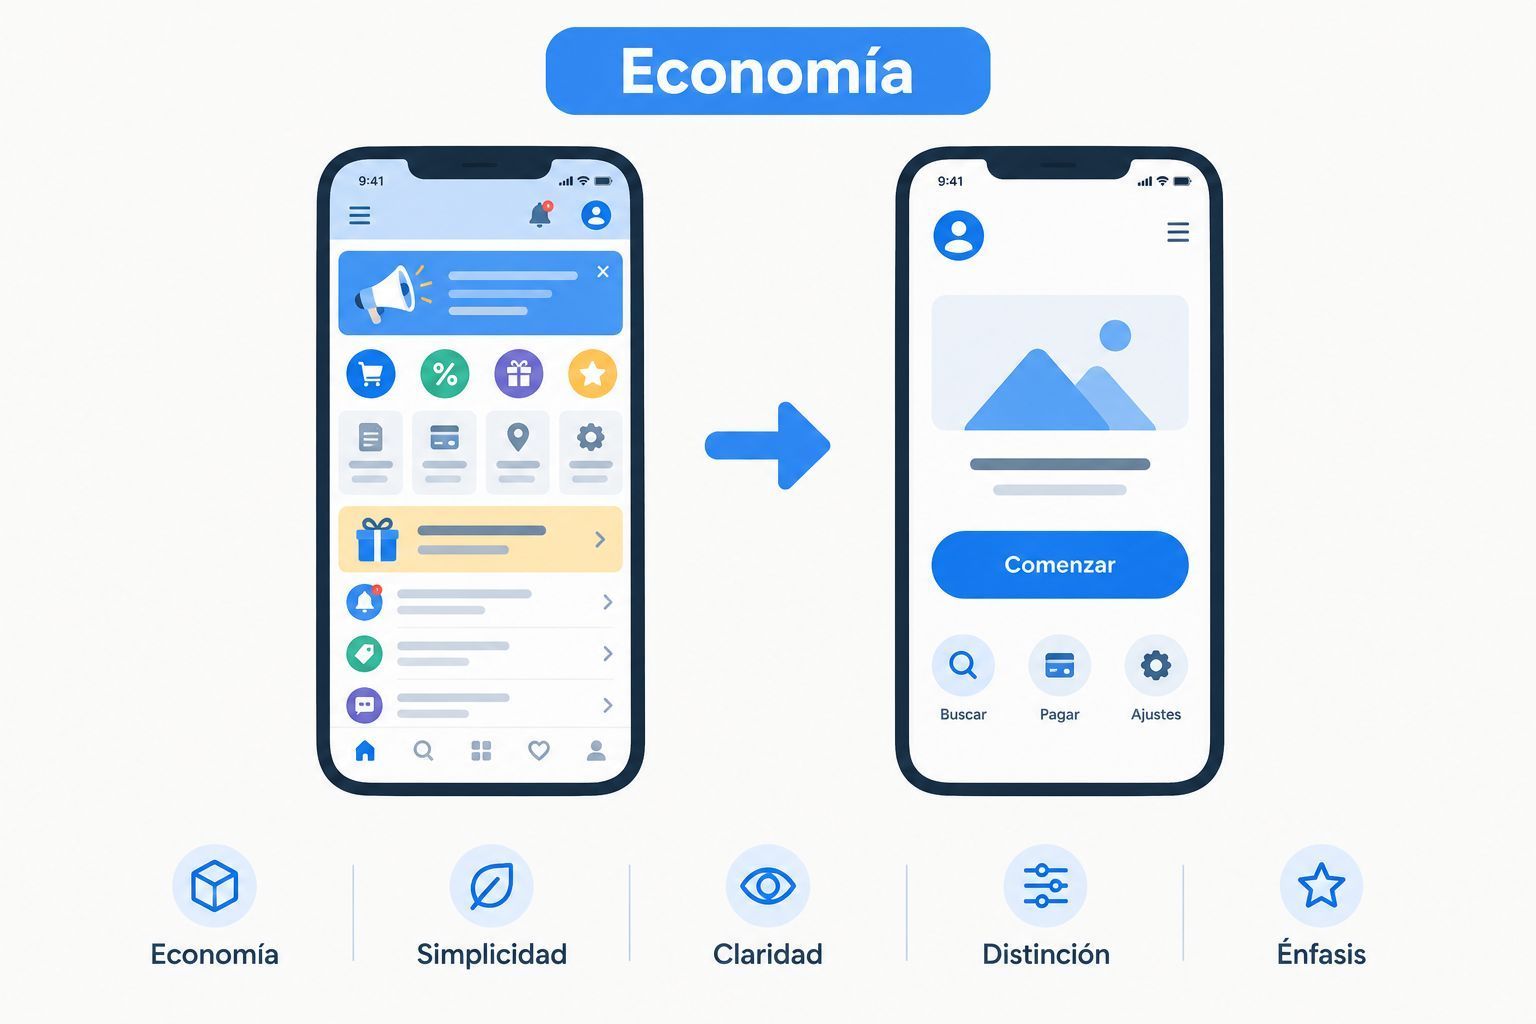 Economía
9:41
9:41
%
Comenzar
Buscar
Pagar
Ajustes
Economía
Simplicidad
Claridad
Distinción
Énfasis